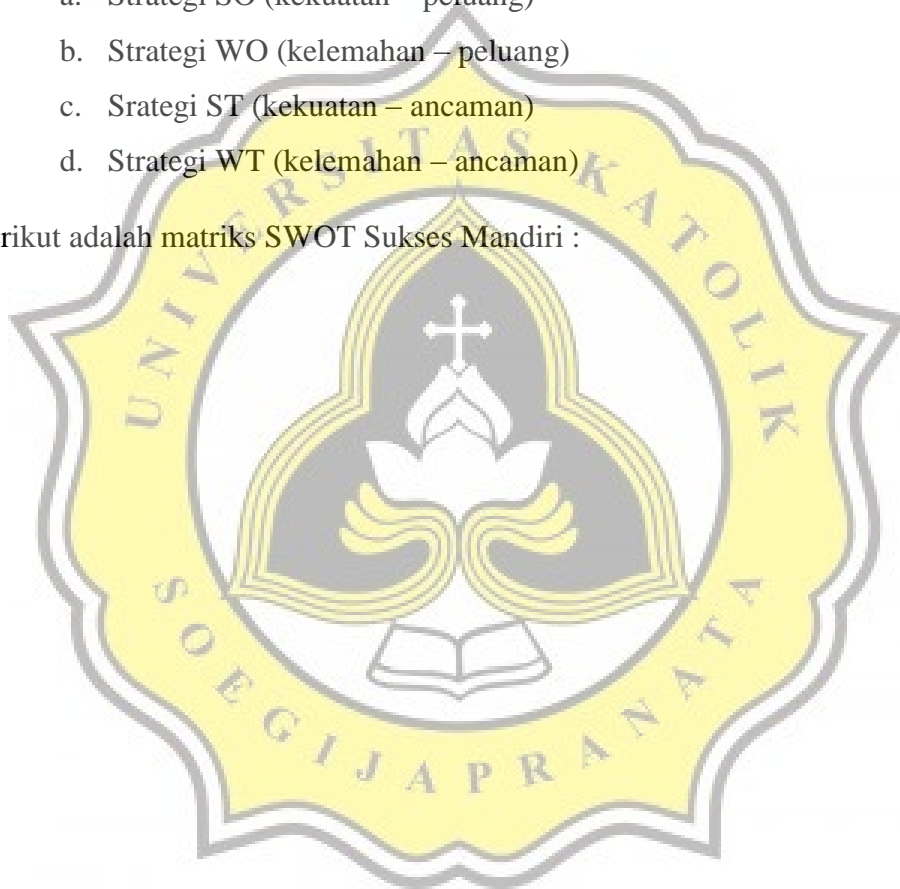 a. Strategi SO (kekuatan – peluang)
b. Strategi WO (kelemahan – peluang)
c. Srategi ST (kekuatan – ancaman)
d. Strategi WT (kelemahan – ancaman)
rikut adalah matriks SWOT Sukses Mandiri :
UNIVERSITAS KATOLIK
SOEGIJAPRANATA